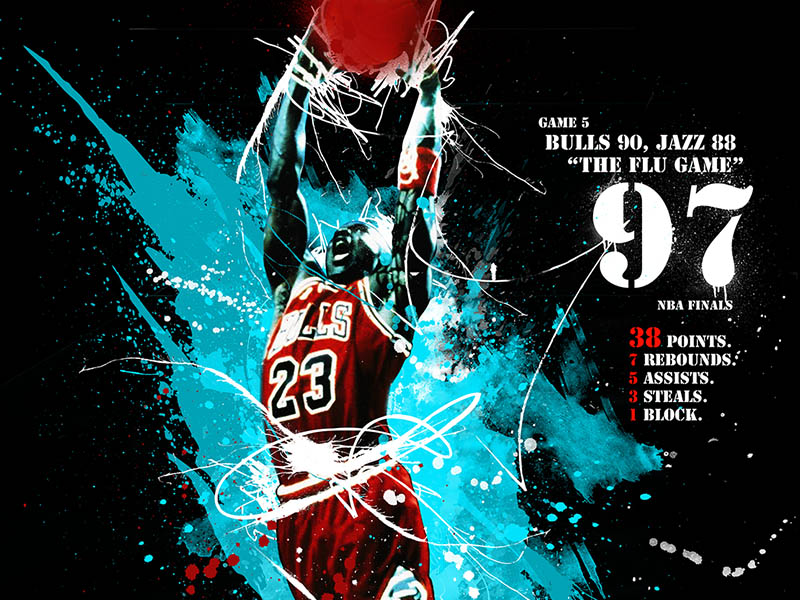 GAME 5
BULLS 90, JAZZ 88
“THE FLU GAME”
97
NBA FINALS
38 POINTS.
7 REBOUNDS.
5 ASSISTS.
3 STEALS.
1 BLOCK.
BULLS
23